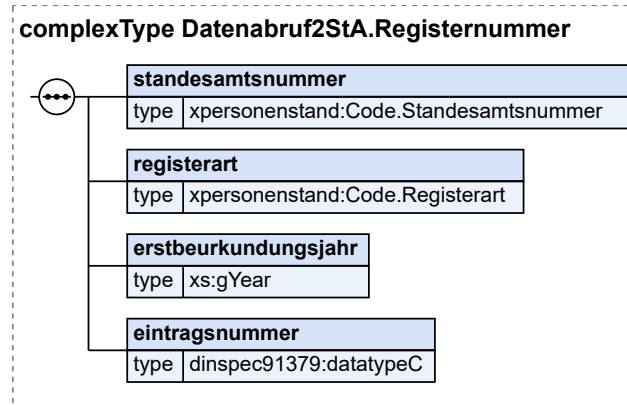 complexType Datenabruf2StA.Registernummer
standesamtsnummer
type xpersonenstand:Code.Standesamtsnummer
registerart
type xpersonenstand:Code.Registerart
erstbeurkundungsjahr
type xs:gYear
eintragsnummer
type dinspec91379:datatypeC